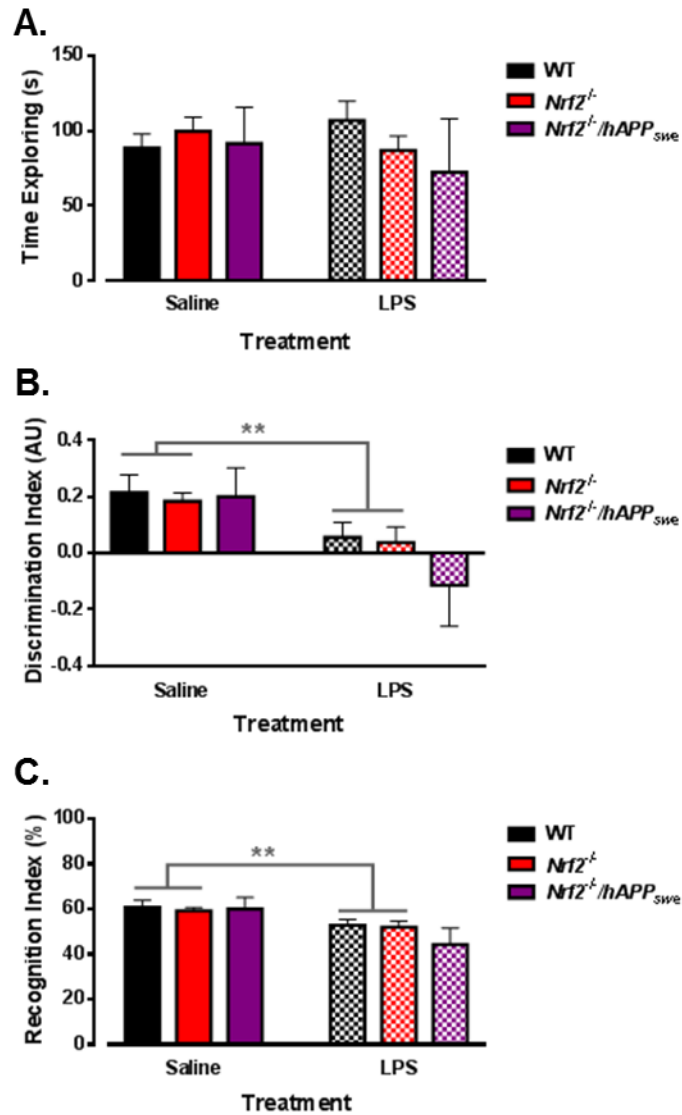 A.
Time Exploring (s)
150
100
50
0
Saline
LPS
Treatment
WT
Nrf2-/-
Nrf2-/-/hAPPswe
B.
Discrimination Index (AU)
0.4
0.2
0.0
-0.2
-0.4
**
Saline
LPS
Treatment
WT
Nrf2-/-
Nrf2-/-/hAPPswe
C.
Recognition Index (%)
100
80
60
40
20
0
**
Saline
LPS
Treatment
WT
Nrf2-/-
Nrf2-/-/hAPPswe